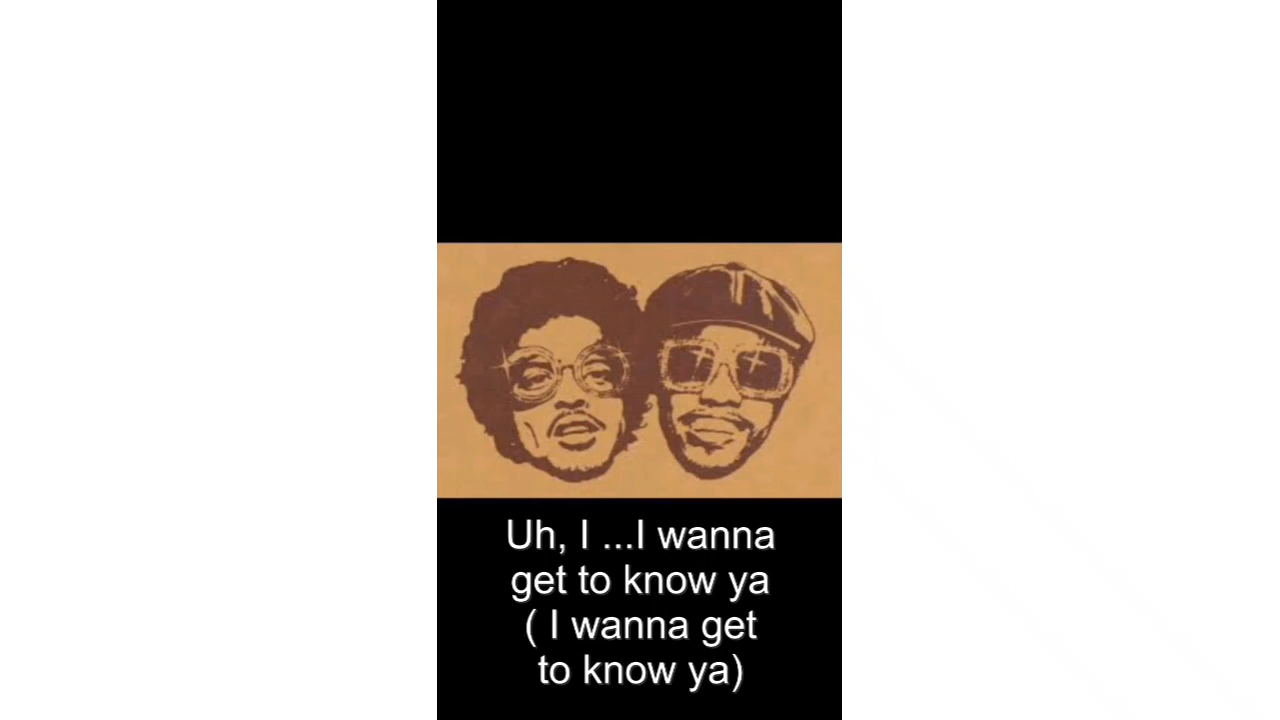 Uh, I ...I wanna
get to know ya
( I wanna get
to know ya)